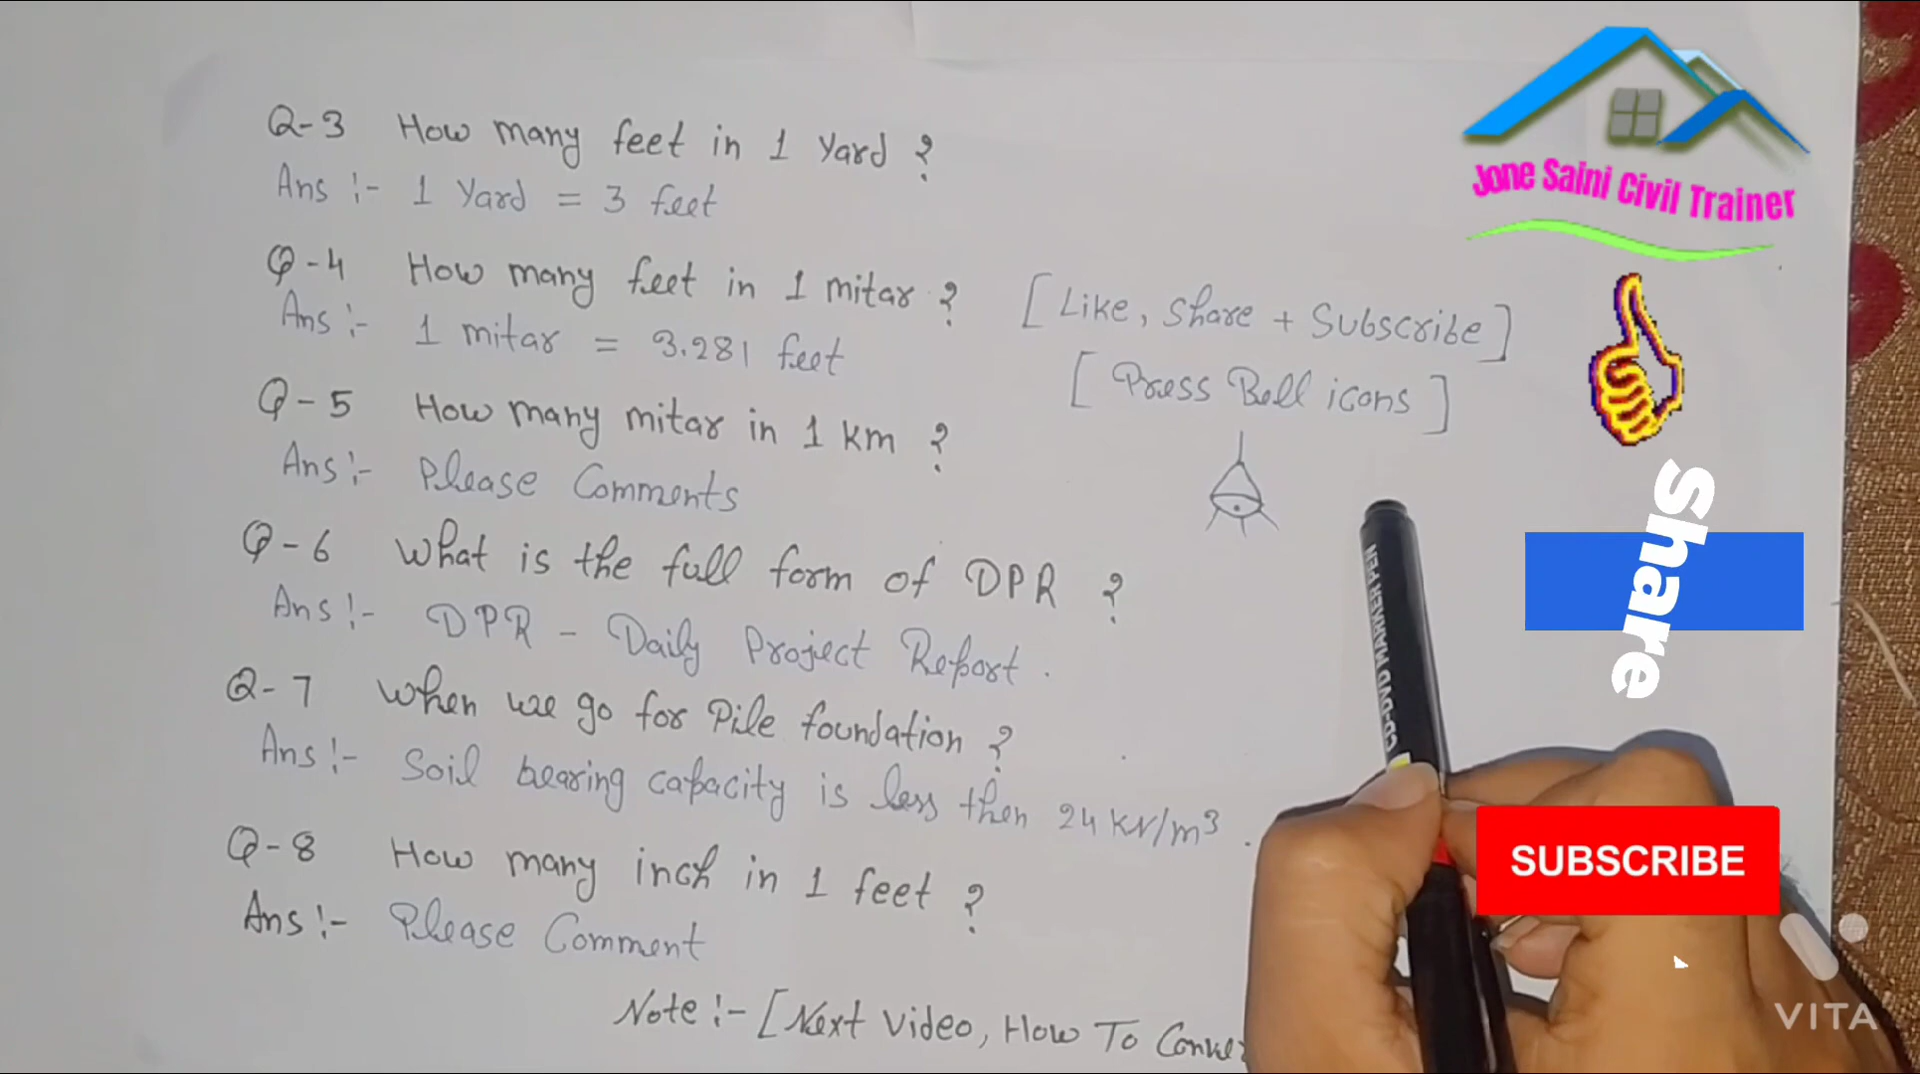 Q-3 How many feet in 1 Yard ?
Ans :- 1 Yard = 3 feet
Q-4 How many feet in 1 mitar ?
Ans :- 1 mitar = 3.281 feet
[Like, Share + Subscribe]
[Press Bell icons]
Q-5 How many mitar in 1 km ?
Ans :- Please Comments
Q-6 What is the full form of DPR ?
Ans :- DPR - Daily Project Report.
Q-7 When we go for Pile foundation ?
Ans :- Soil bearing capacity is less then 24 kN/m³.
Q-8 How many inch in 1 feet ?
Ans :- Please Comment
Note :- [Next Video, How To
Jone Saini Civil Trainer
Share
CD-DVD MARKER PEN
SUBSCRIBE
VITA